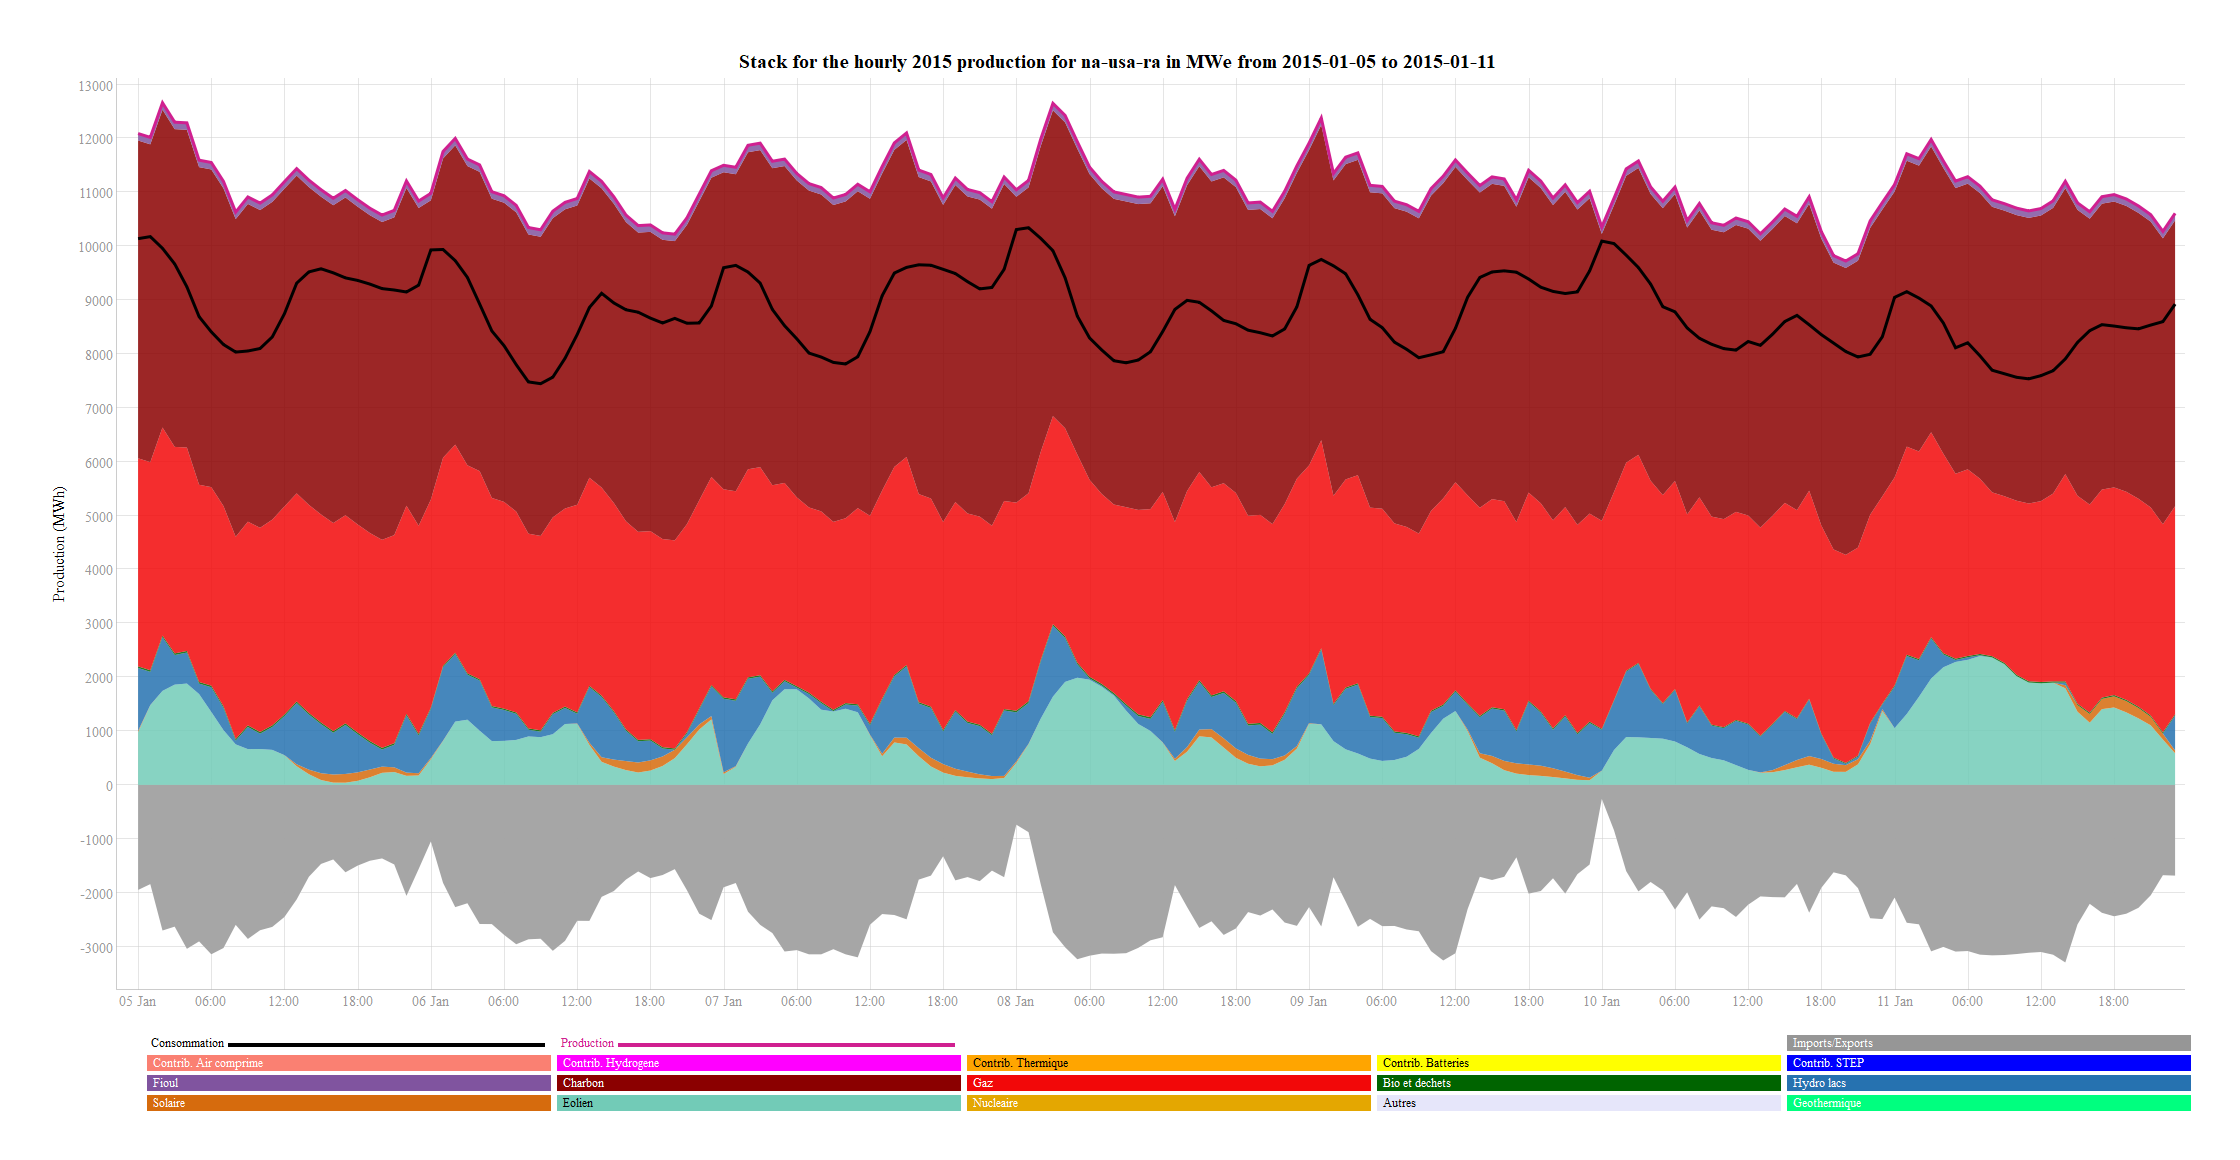 Stack for the hourly 2015 production for na-usa-ra in MWe from 2015-01-05 to 2015-01-11
13000
12000
11000
10000
9000
8000
7000
6000
5000
4000
3000
2000
1000
0
-1000
-2000
-3000
Production (MWh)
05 Jan 06:00 12:00 18:00 06 Jan 06:00 12:00 18:00 07 Jan 06:00 12:00 18:00 08 Jan 06:00 12:00 18:00 09 Jan 06:00 12:00 18:00 10 Jan 06:00 12:00 18:00 11 Jan 06:00 12:00 18:00
Consommation Production Imports/Exports
Contrib. Air comprime Contrib. Hydrogene Contrib. Thermique Contrib. Batteries Contrib. STEP
Fioul Charbon Gaz Bio et dechets Hydro lacs
Solaire Eolien Nucleaire Autres Geothermique